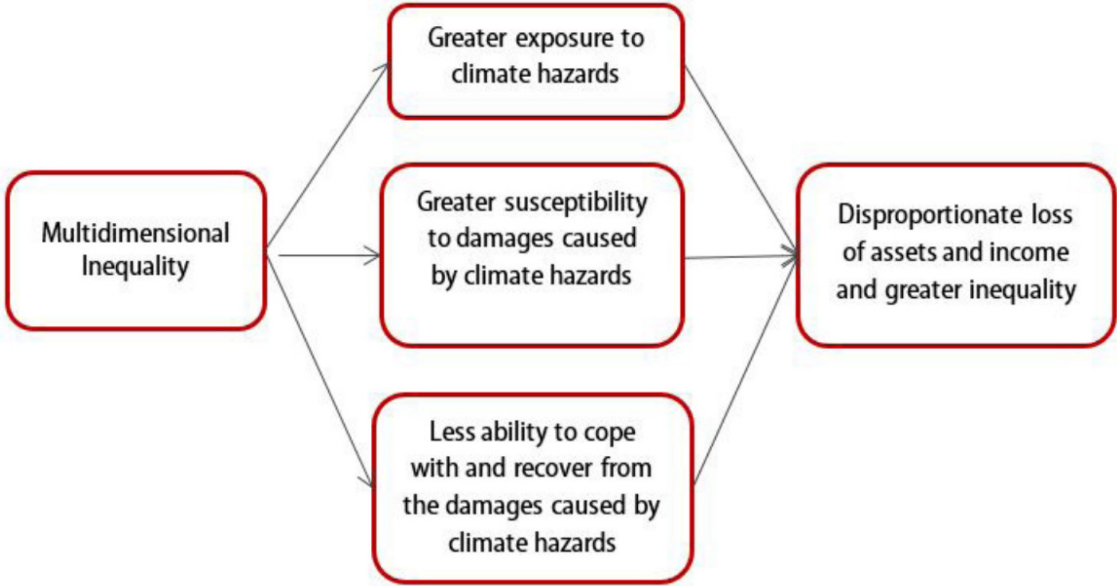 Greater exposure to
climate hazards
Multidimensional
Inequality
Greater susceptibility
to damages caused
by climate hazards
Less ability to cope
with and recover from
the damages caused by
climate hazards
Disproportionate loss
of assets and income
and greater inequality